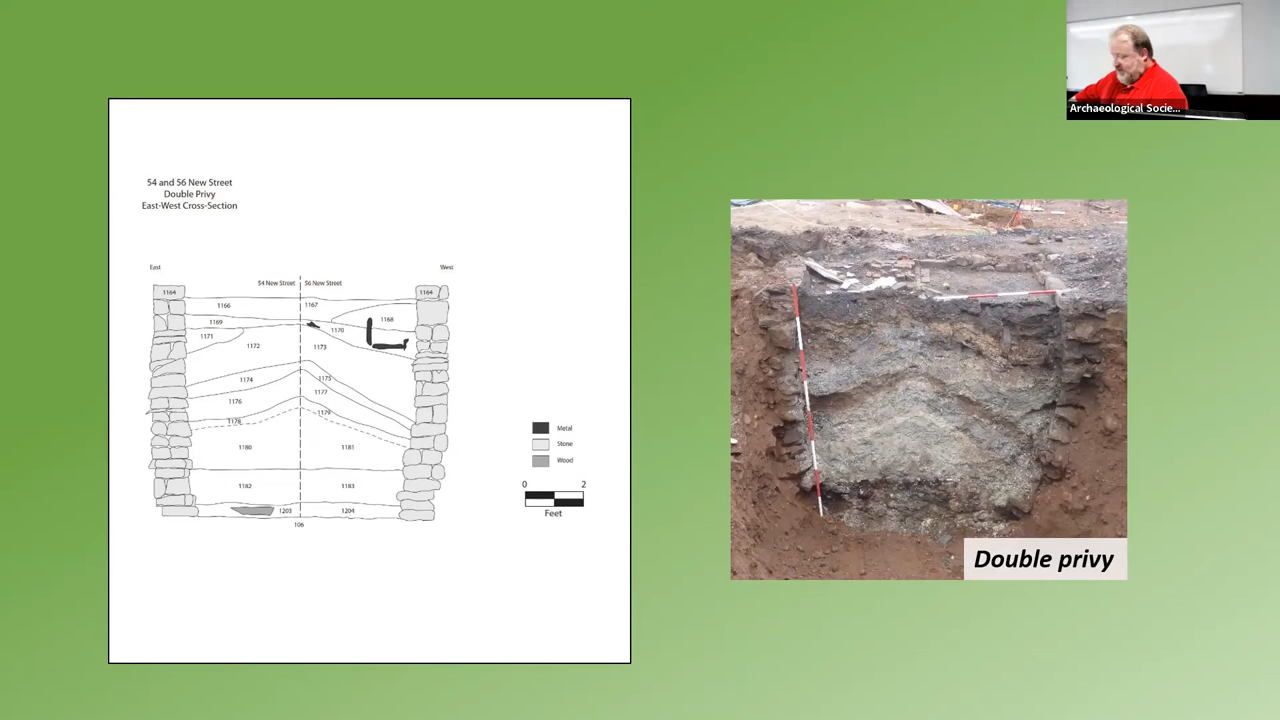 Archaeological Socie...
54 and 56 New Street
Double Privy
East-West Cross-Section
East
West
54 New Street
56 New Street
1164
1164
1166
1167
1168
1169
1170
1171
1172
1173
1174
1175
1176
1177
1178
1179
1180
1181
1182
1183
1203
1204
106
Metal
Stone
Wood
0
2
Feet
Double privy